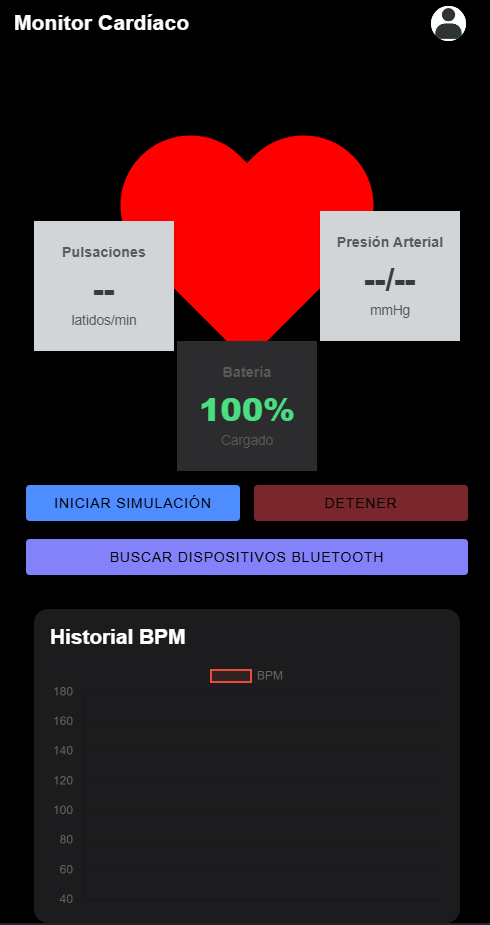 Monitor Cardíaco
Pulsaciones
--
latidos/min
Presión Arterial
--/--
mmHg
Batería
100%
Cargado
INICIAR SIMULACIÓN
DETENER
BUSCAR DISPOSITIVOS BLUETOOTH
Historial BPM
BPM
180
160
140
120
100
80
60
40